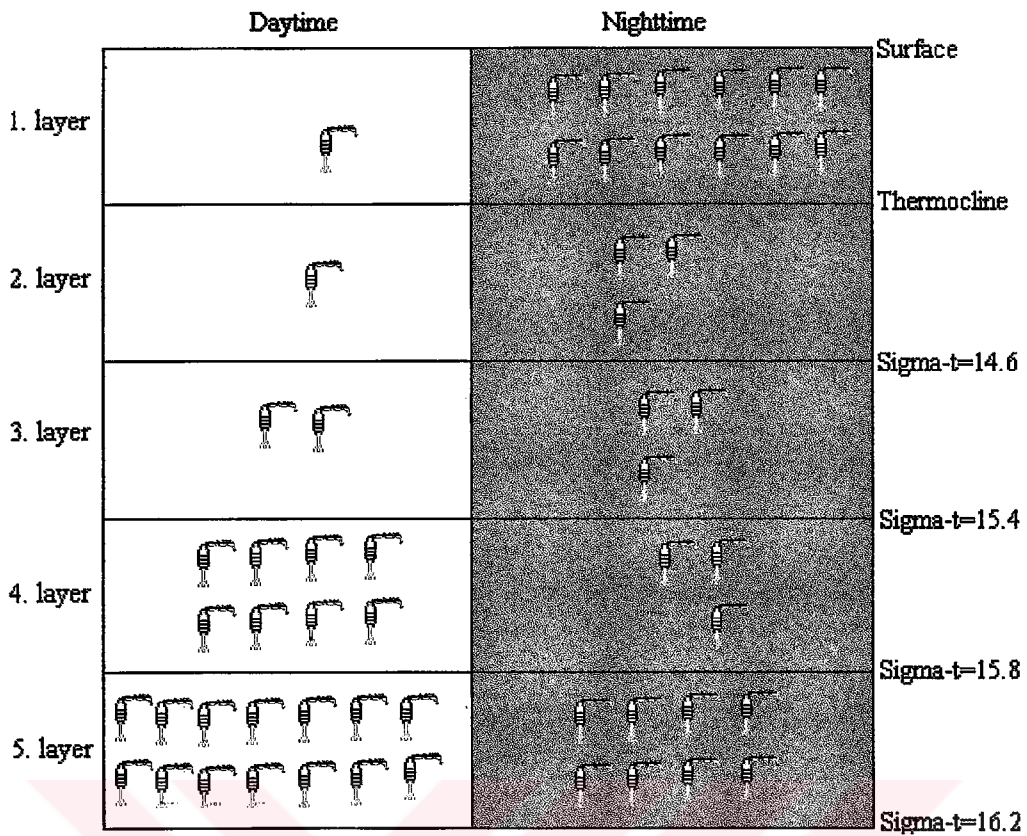 Daytime Nighttime
Surface
1. layer
Thermocline
2. layer
Sigma-t=14.6
3. layer
Sigma-t=15.4
4. layer
Sigma-t=15.8
5. layer
Sigma-t=16.2